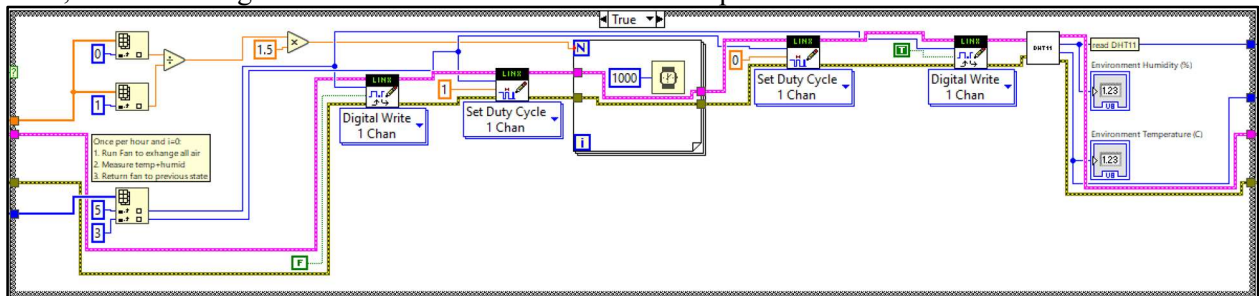 True
0
1.5
N
1000
0
T
LINX
Set Duty Cycle
1 Chan
LINX
Digital Write
1 Chan
DHT11
read DHT11
Environment Humidity (%)
1.23
1
LINX
Digital Write
1 Chan
1
LINX
Set Duty Cycle
1 Chan
i
Environment Temperature (C)
1.23
Once per hour and i=0:
1. Run Fan to exhange all air
2. Measure temp+humid
3. Return fan to previous state
5
3
F